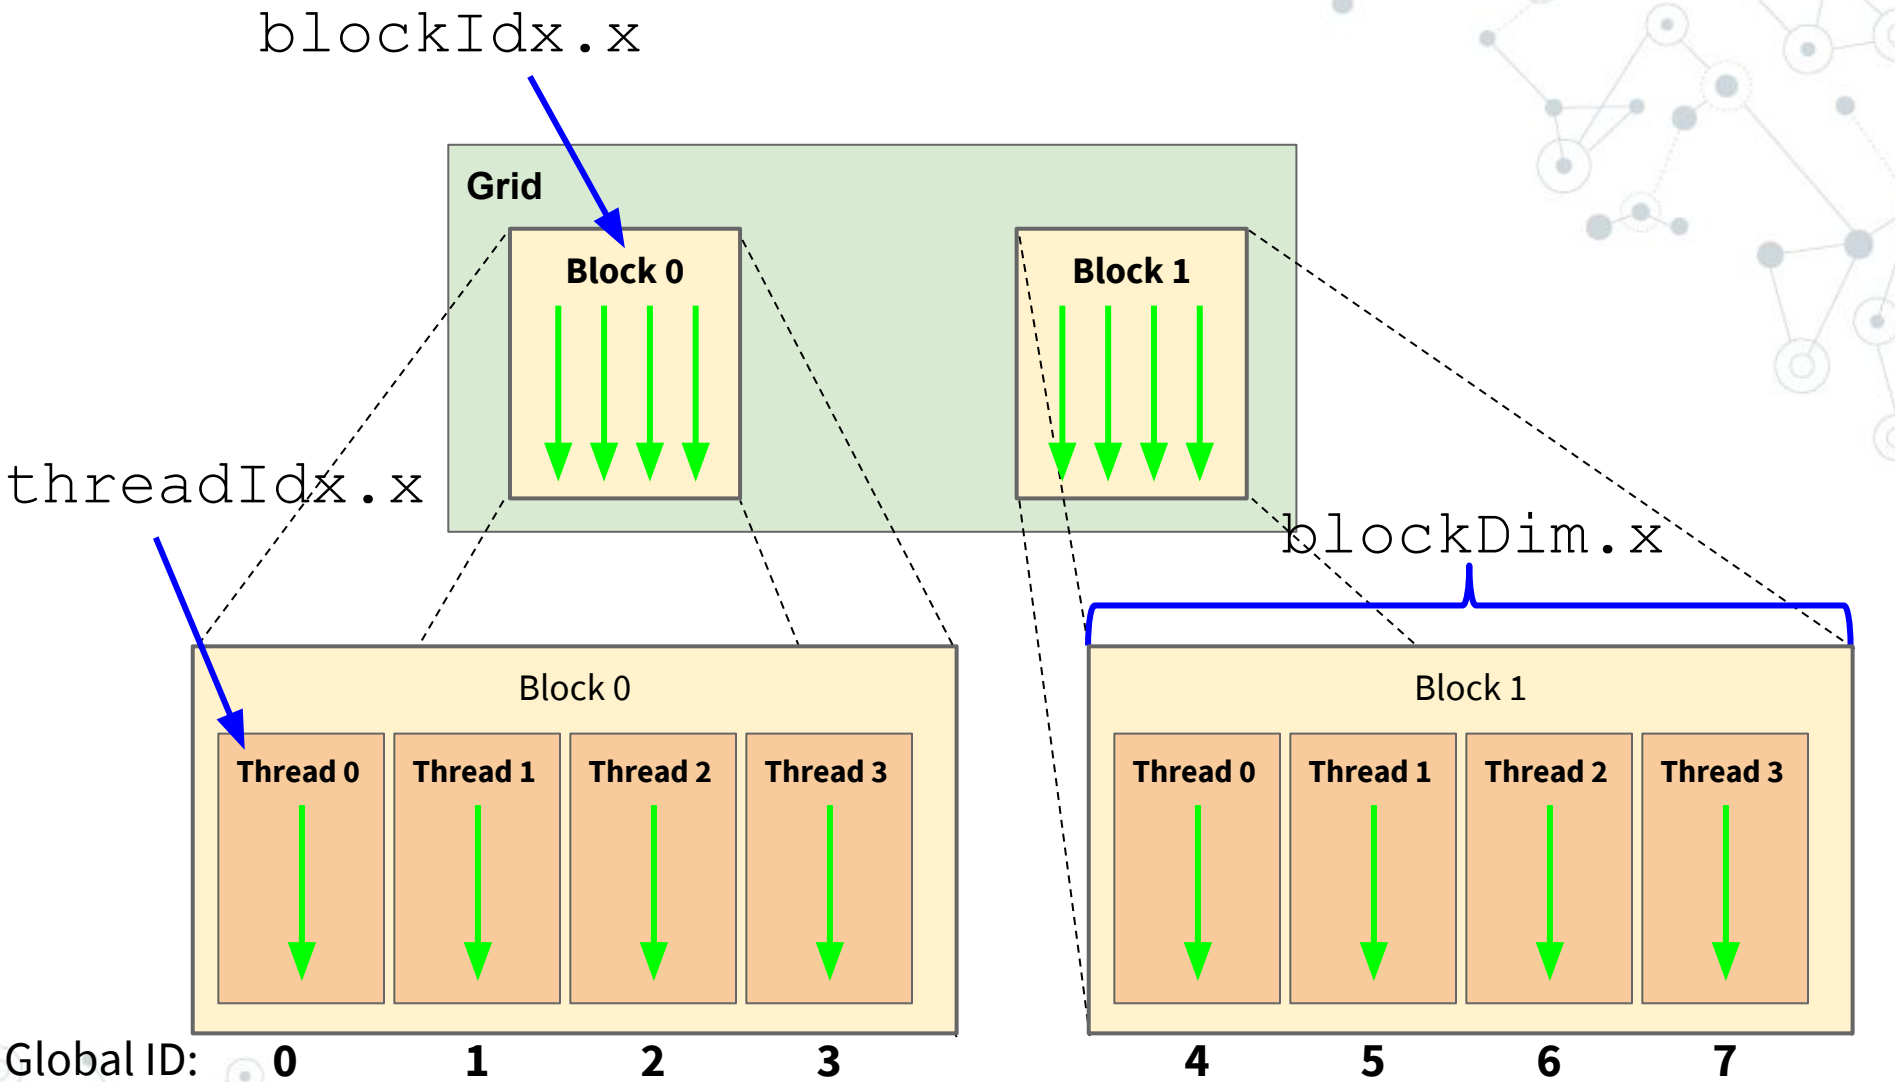 blockIdx.x
Grid
Block 0
Block 1
threadIdx.x
blockDim.x
Block 0
Block 1
Thread 0 Thread 1 Thread 2 Thread 3
Thread 0 Thread 1 Thread 2 Thread 3
Global ID: 0 1 2 3 4 5 6 7